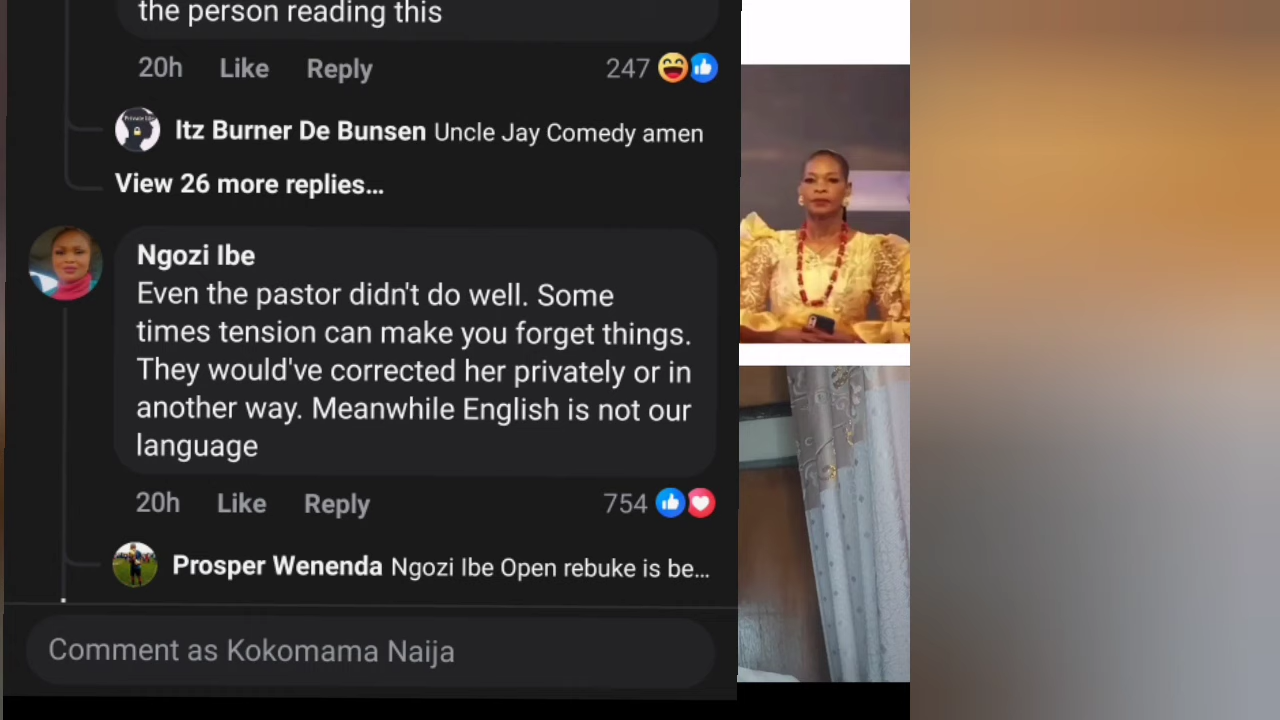 the person reading this
20h Like Reply 247
Itz Burner De Bunsen Uncle Jay Comedy amen
View 26 more replies...
Ngozi Ibe
Even the pastor didn't do well. Some
times tension can make you forget things.
They would've corrected her privately or in
another way. Meanwhile English is not our
language
20h Like Reply 754
Prosper Wenenda Ngozi Ibe Open rebuke is be...
Comment as Kokomama Naija